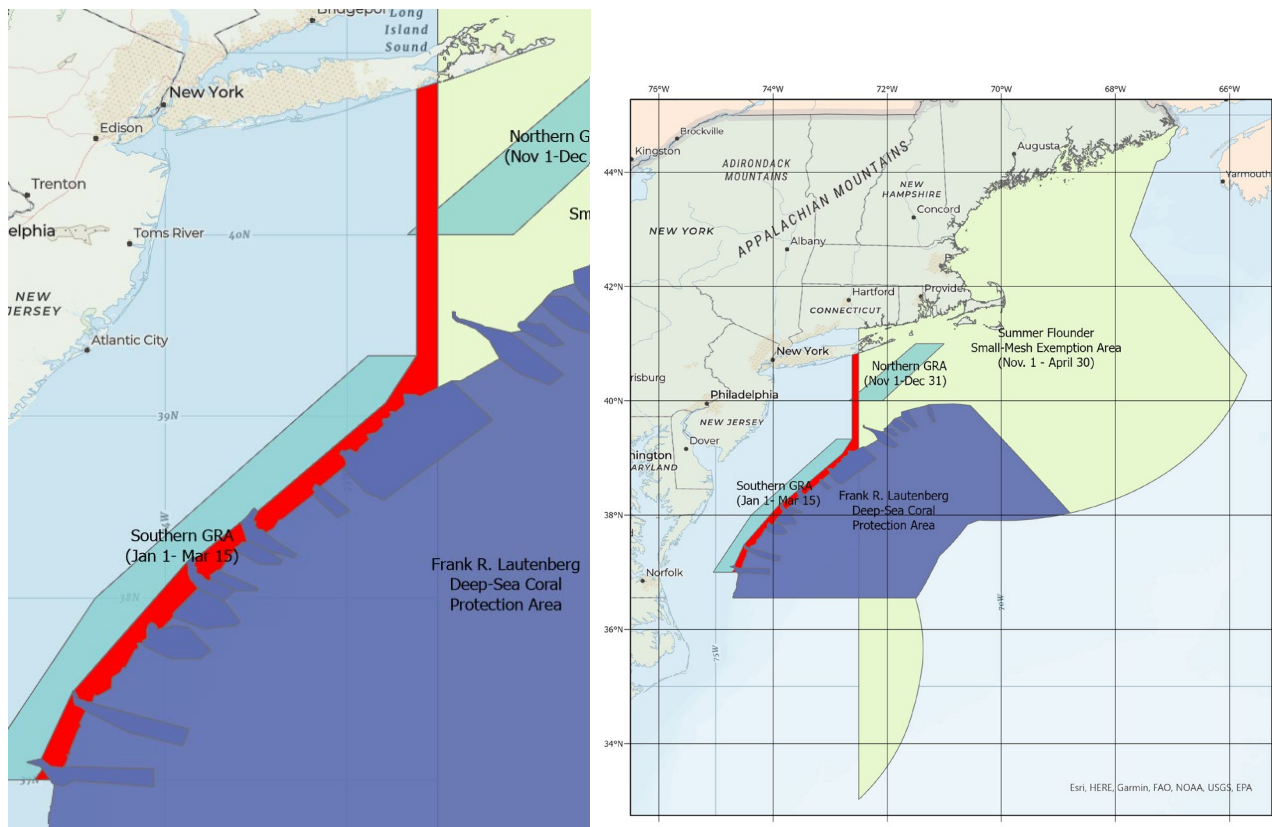 Long
Island
Sound
New York
Edison
Northern G
(Nov 1-Dec
Trenton
Sm
elphia
Toms River
40N
NEW
JERSEY
Atlantic City
39N
Southern GRA
(Jan 1- Mar 15)
Frank R. Lautenberg
Deep-Sea Coral
Protection Area
38N
37N
76°W
74°W
72°W
70°W
68°W
66°W
Brockville
Kingston
ADIRONDACK
MOUNTAINS
APPALACHIAN MOUNTAINS
Augusta
Yarmouth
44°N
NEW
HAMPSHIRE
Concord
NEW YORK
Albany
42°N
Hartford
Provide
CONNECTICUT
Summer Flounder
Small-Mesh Exemption Area
(Nov. 1 - April 30)
New York
Northern GRA
(Nov 1-Dec 31)
risburg
Philadelphia
40°N
NEW JERSEY
Dover
hington
ARYLAND
Southern GRA
(Jan 1- Mar 15)
Frank R. Lautenberg
Deep-Sea Coral
Protection Area
38°N
Norfolk
70W
36°N
75W
34°N
Esri, HERE, Garmin, FAO, NOAA, USGS, EPA